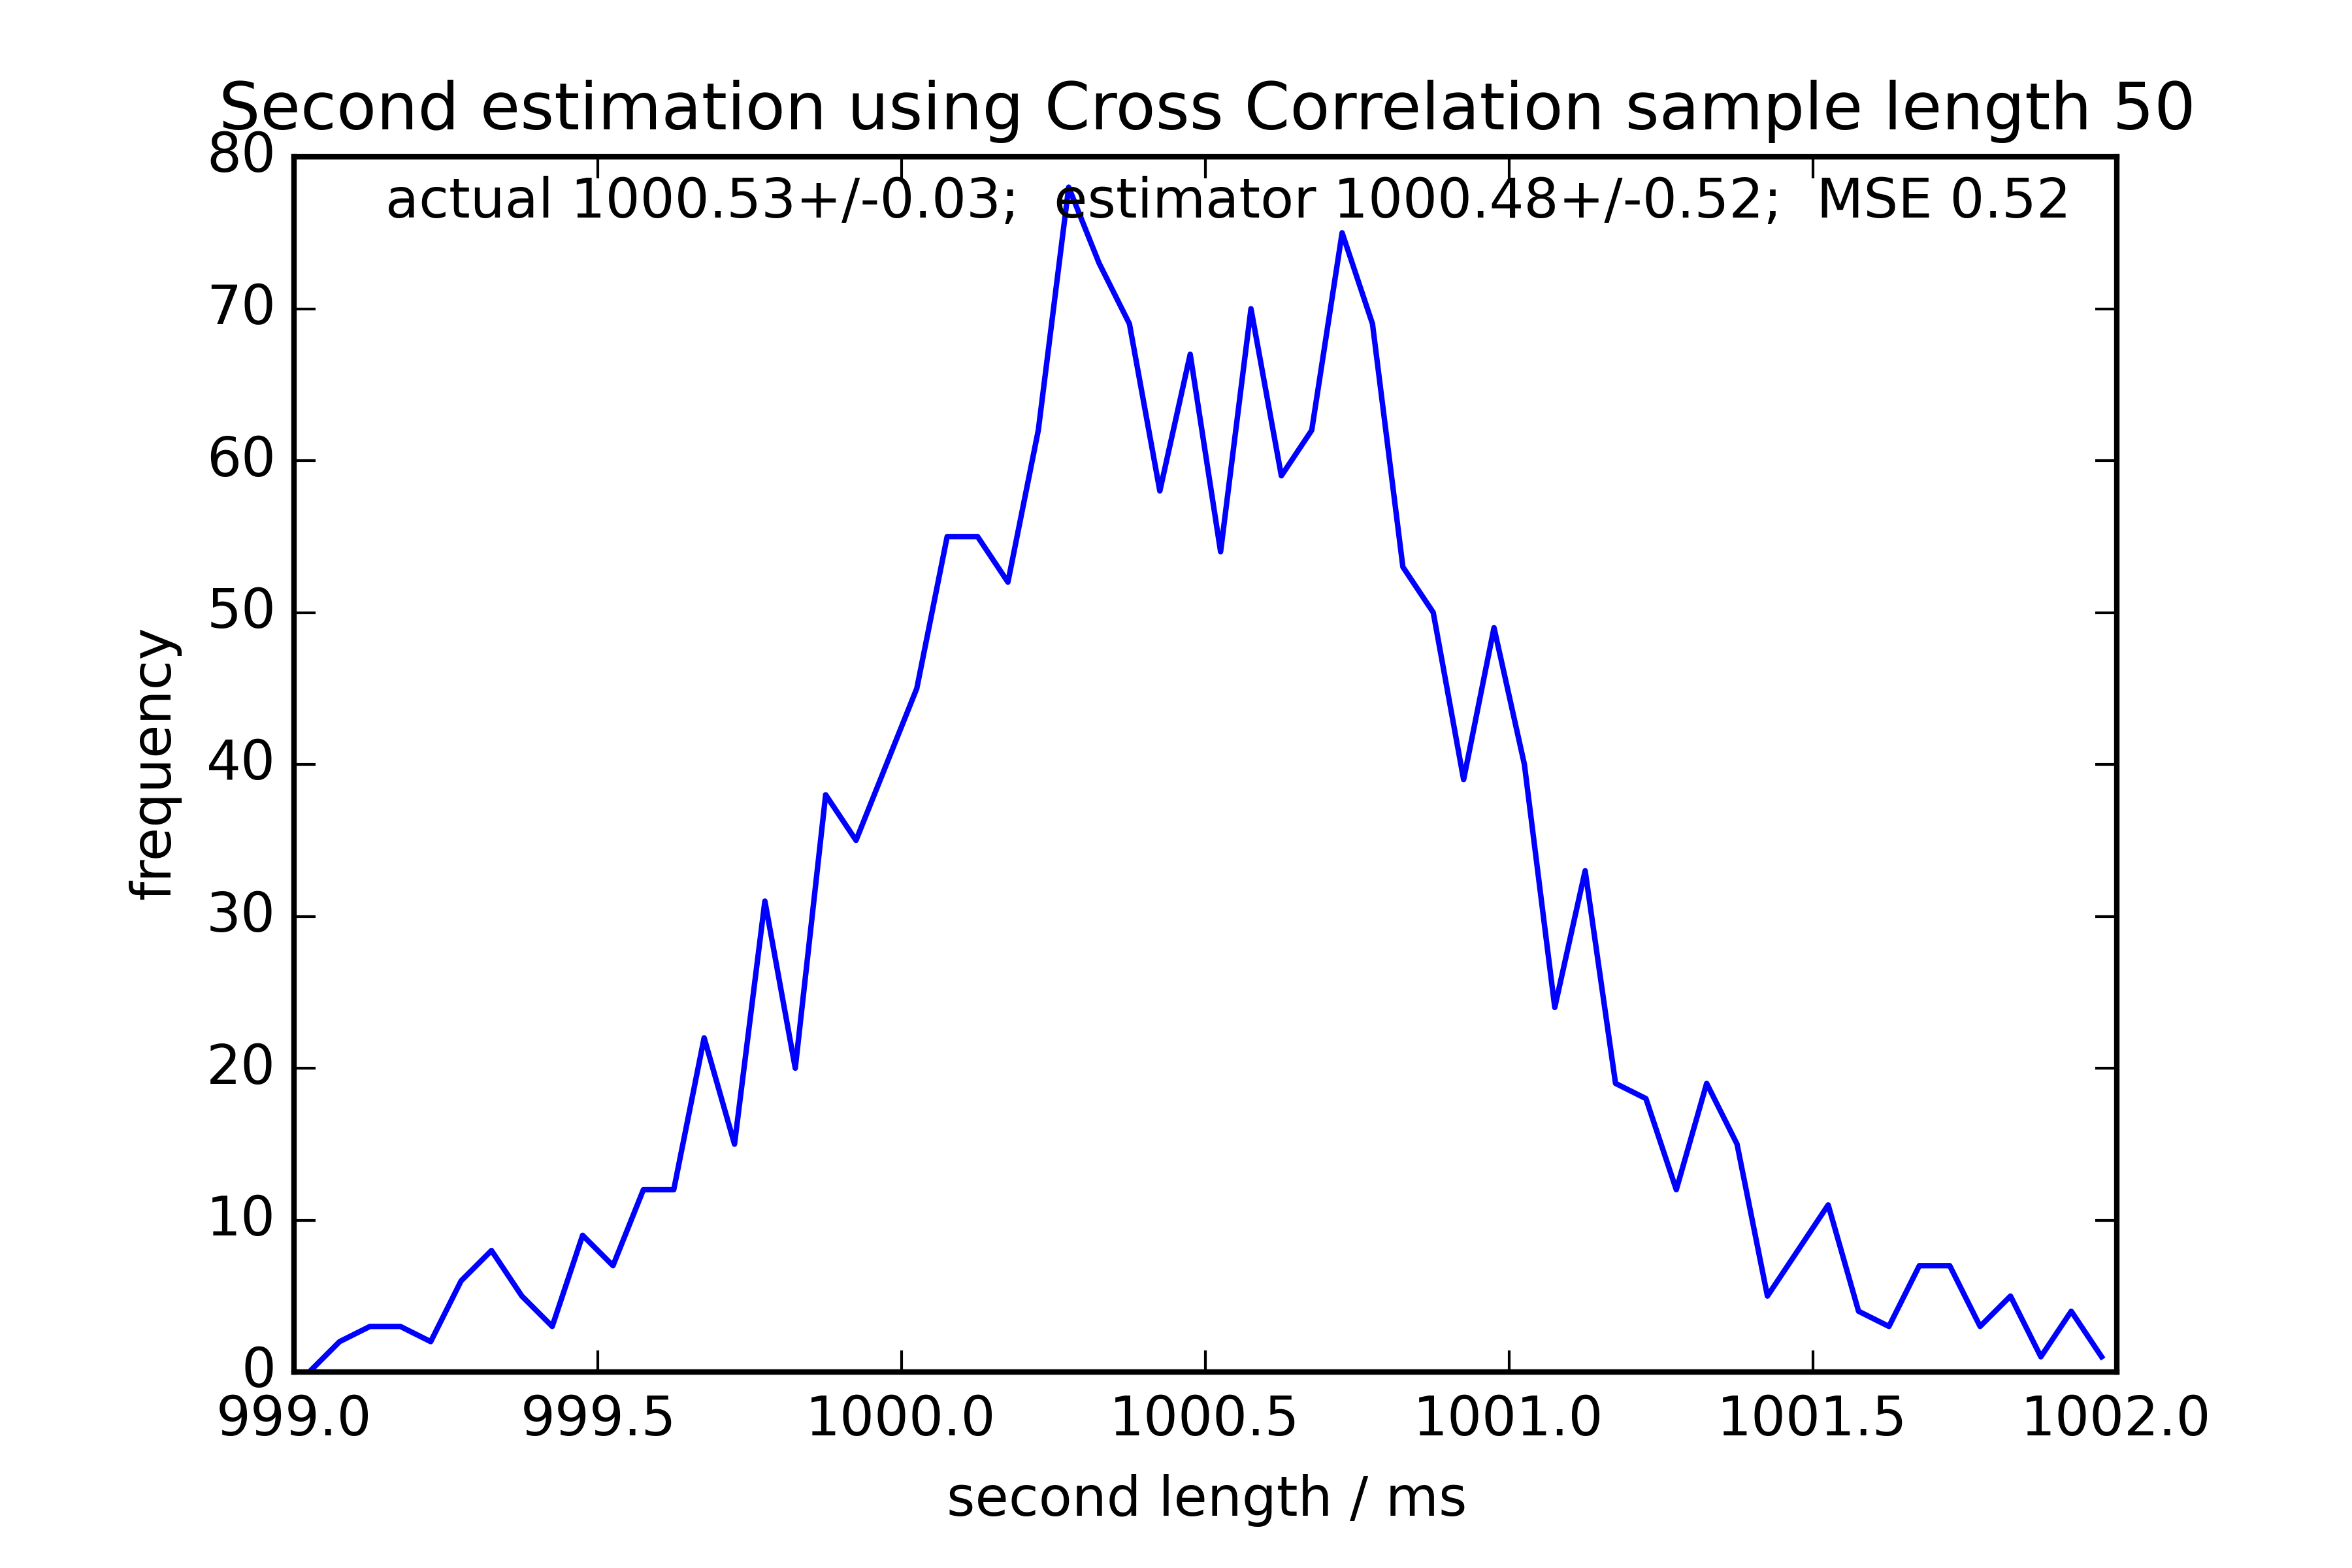 Second estimation using Cross Correlation sample length 50
actual 1000.53+/-0.03;  estimator 1000.48+/-0.52;  MSE 0.52
80
70
60
50
40
30
20
10
0
frequency
999.0 999.5 1000.0 1000.5 1001.0 1001.5 1002.0
second length / ms